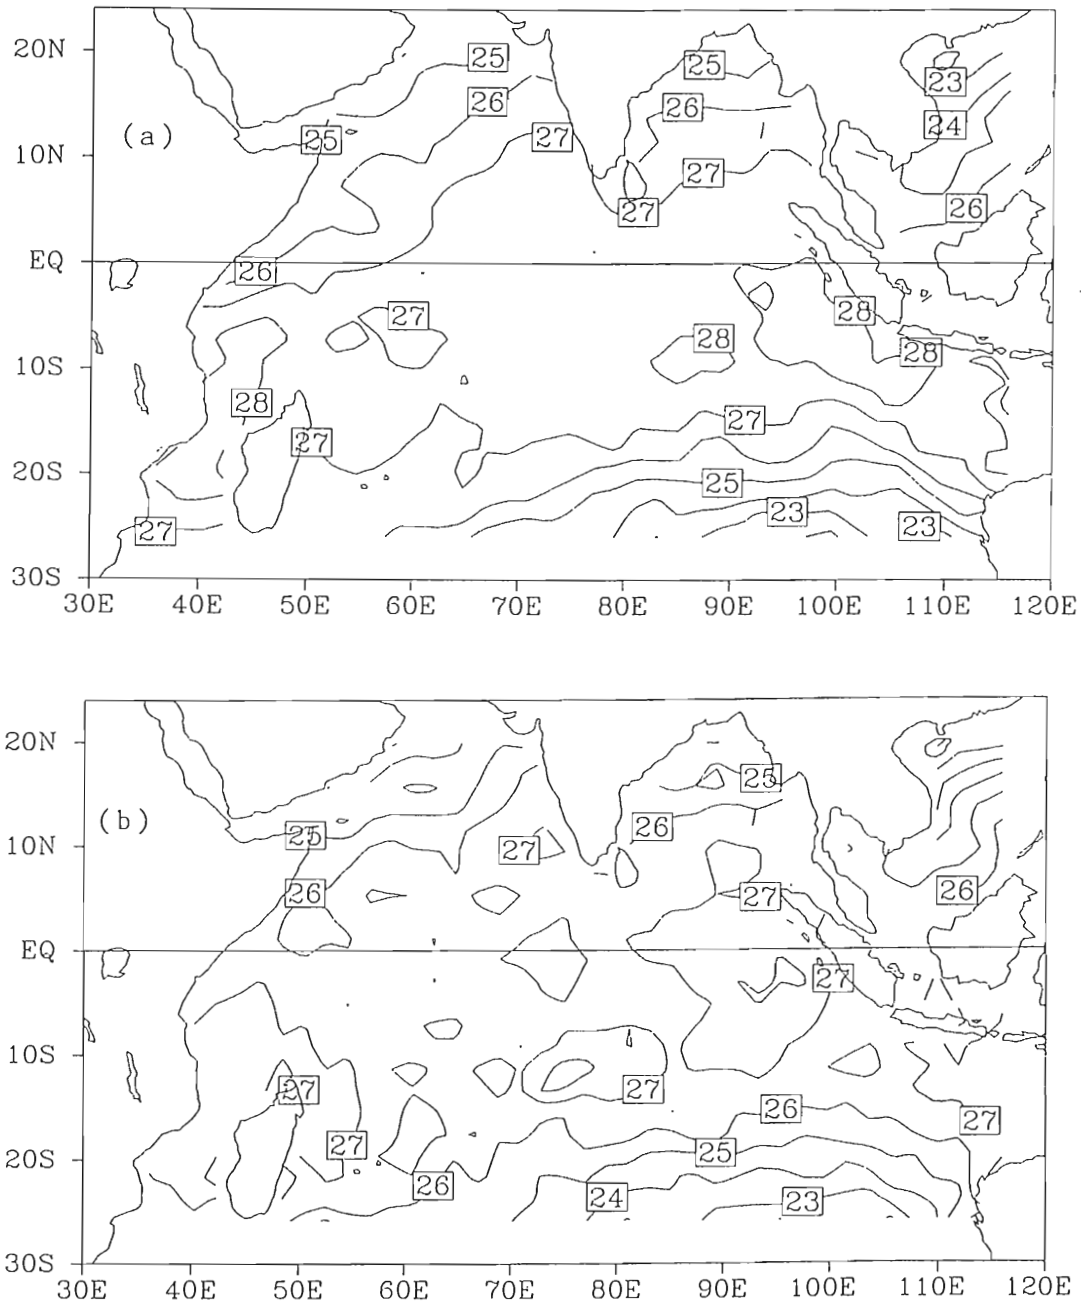 20N 25 25 23
26 26 24
(a) 25 27
10N 27 26
27
EQ 26
27 28
28 28
10S
28 27
27
20S 25
27 23 23
30S
30E 40E 50E 60E 70E 80E 90E 100E 110E 120E
20N
25
(b) 25 26
10N 27
26 27 26
EQ
27
10S
27 27
26 27
27 25
20S
26 24 23
30S
30E 40E 50E 60E 70E 80E 90E 100E 110E 120E